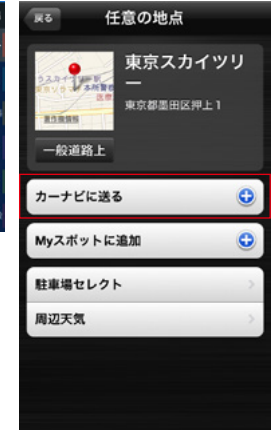 戻る
任意の地点
東京スカイツリ
ー
東京都墨田区押上1
一般道路上
カーナビに送る
Myスポットに追加
駐車場セレクト
周辺天気